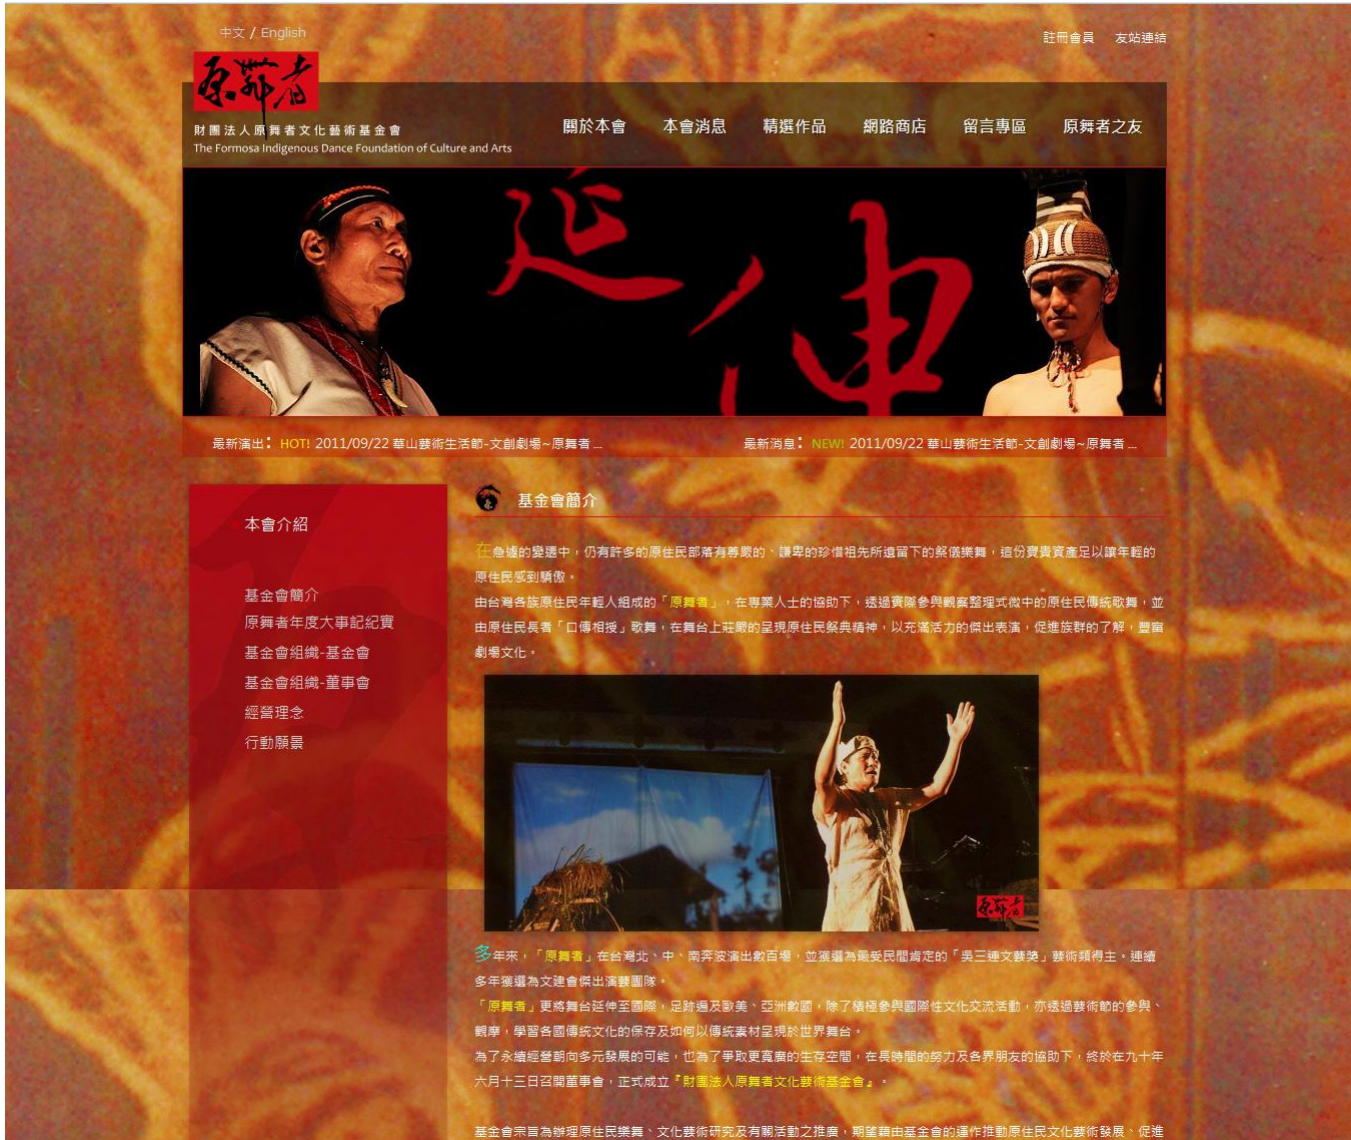 中文 / English
註冊會員 友站連結
原舞者
財團法人原舞者文化藝術基金會
The Formosa Indigenous Dance Foundation of Culture and Arts
關於本會 本會消息 精選作品 網路商店 留言專區 原舞者之友
延伸
最新演出： HOT! 2011/09/22 華山藝術生活節-文創劇場~原舞者 ...
最新消息： NEW! 2011/09/22 華山藝術生活節-文創劇場~原舞者 ...
本會介紹
基金會簡介
原舞者年度大事記紀實
基金會組織-基金會
基金會組織-董事會
經營理念
行動願景
基金會簡介
在急遽的變遷中，仍有許多的原住民部落有尊嚴的、謙卑的珍惜祖先所遺留下的祭儀樂舞，這份寶貴資產足以讓年輕的
原住民感到驕傲。
由台灣各族原住民年輕人組成的「原舞者」，在專業人士的協助下，透過實際參與觀察整理式微中的原住民傳統歌舞，並
由原住民長者「口傳相授」歌舞，在舞台上莊嚴的呈現原住民祭典精神，以充滿活力的傑出表演，促進族群的了解，豐富
劇場文化。
原舞者
多年來，「原舞者」在台灣北、中、南奔波演出數百場，並獲選為最受民間肯定的「吳三連文藝獎」藝術類得主。連續
多年獲選為文建會傑出演藝團隊。
「原舞者」更將舞台延伸至國際，足跡遍及歐美、亞洲數國，除了積極參與國際性文化交流活動，亦透過藝術節的參與、
觀摩，學習各國傳統文化的保存及如何以傳統素材呈現於世界舞台。
為了永續經營朝向多元發展的可能，也為了爭取更寬廣的生存空間，在長時間的努力及各界朋友的協助下，終於在九十年
六月十三日召開董事會，正式成立『財團法人原舞者文化藝術基金會』。
基金會宗旨為辦理原住民樂舞、文化藝術研究及有關活動之推廣，期望藉由基金會的運作推動原住民文化藝術發展、促進